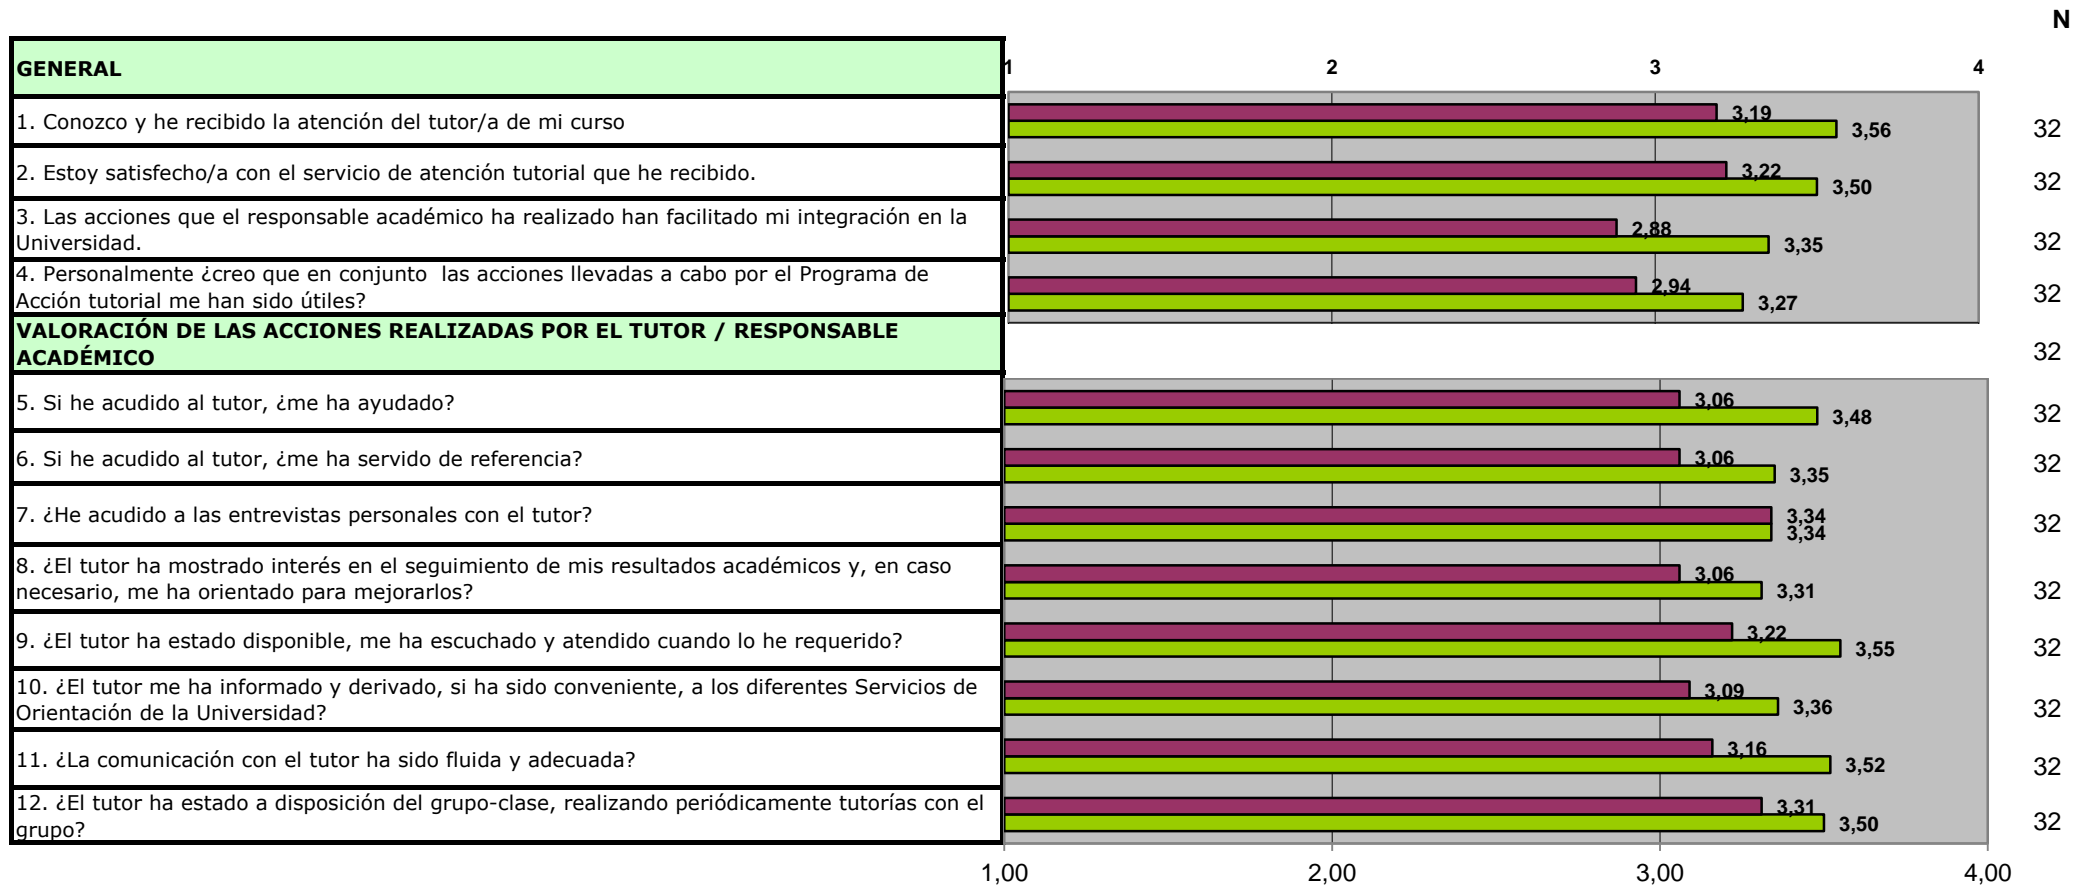 N
GENERAL
1 2 3 4
1. Conozco y he recibido la atención del tutor/a de mi curso
3,19
3,56
32
2. Estoy satisfecho/a con el servicio de atención tutorial que he recibido.
3,22
3,50
32
3. Las acciones que el responsable académico ha realizado han facilitado mi integración en la
Universidad.
2,88
3,35
32
4. Personalmente ¿creo que en conjunto  las acciones llevadas a cabo por el Programa de
Acción tutorial me han sido útiles?
2,94
3,27
32
VALORACIÓN DE LAS ACCIONES REALIZADAS POR EL TUTOR / RESPONSABLE
ACADÉMICO
32
5. Si he acudido al tutor, ¿me ha ayudado?
3,06
3,48
32
6. Si he acudido al tutor, ¿me ha servido de referencia?
3,06
3,35
32
7. ¿He acudido a las entrevistas personales con el tutor?
3,34
3,34
32
8. ¿El tutor ha mostrado interés en el seguimiento de mis resultados académicos y, en caso
necesario, me ha orientado para mejorarlos?
3,06
3,31
32
9. ¿El tutor ha estado disponible, me ha escuchado y atendido cuando lo he requerido?
3,22
3,55
32
10. ¿El tutor me ha informado y derivado, si ha sido conveniente, a los diferentes Servicios de
Orientación de la Universidad?
3,09
3,36
32
11. ¿La comunicación con el tutor ha sido fluida y adecuada?
3,16
3,52
32
12. ¿El tutor ha estado a disposición del grupo-clase, realizando periódicamente tutorías con el
grupo?
3,31
3,50
32
1,00 2,00 3,00 4,00